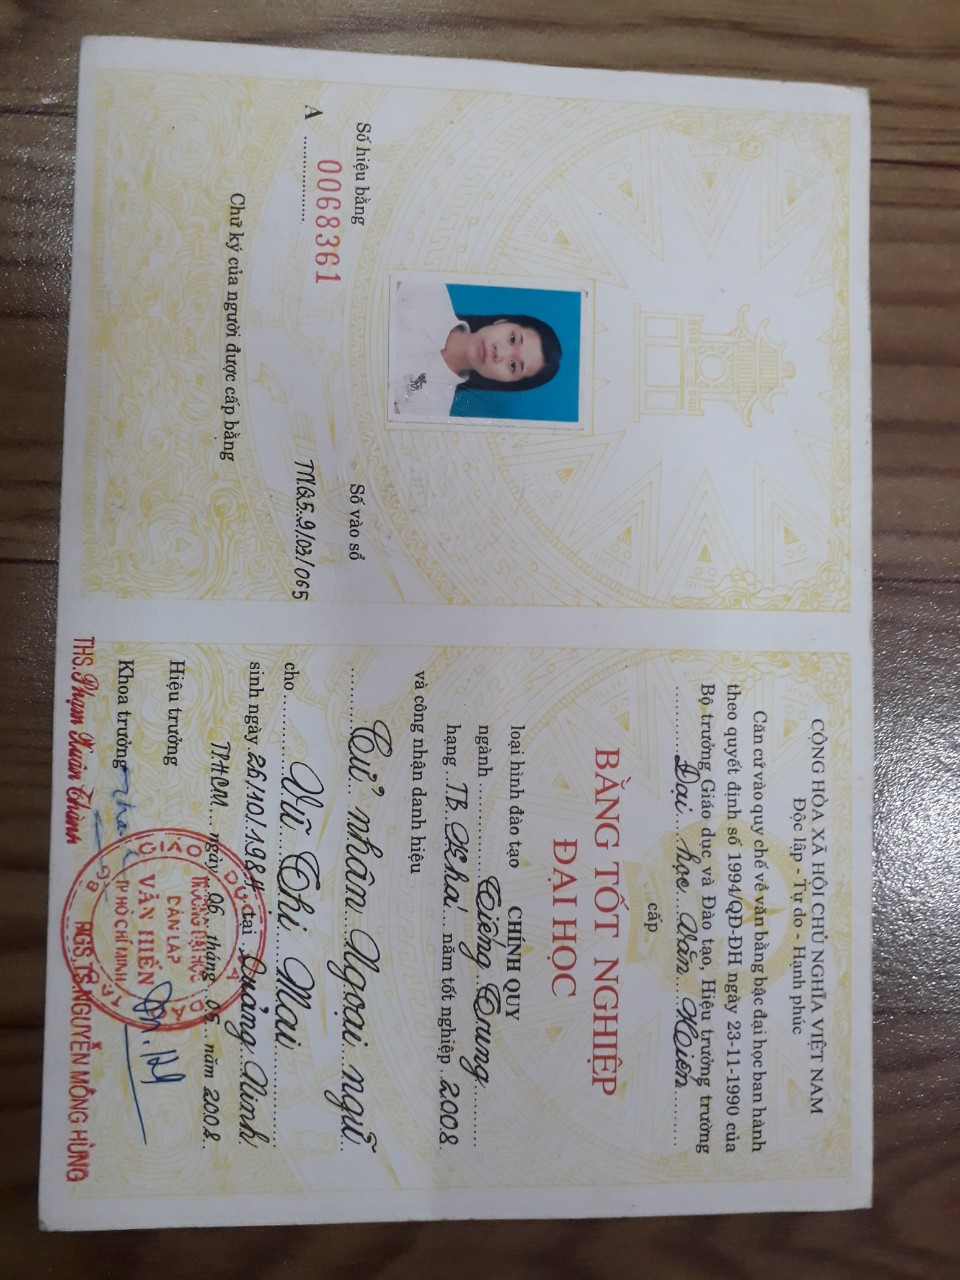 Số hiệu bằng
A 0068361
Số vào sổ
MQ5.9/03/065
Chữ ký của người được cấp bằng
CỘNG HÒA XÃ HỘI CHỦ NGHĨA VIỆT NAM
Độc lập - Tự do - Hạnh phúc
Căn cứ vào quy chế về văn bằng bậc đại học ban hành
theo quyết định số 1994/QĐ-ĐH ngày 23-11-1990 của
Bộ trưởng Giáo dục và Đào tạo, Hiệu trưởng trường
Đại học Văn Hiến
cấp
BẰNG TỐT NGHIỆP
ĐẠI HỌC
loại hình đào tạo CHÍNH QUY
ngành Tiếng Trung
hạng TB Khá năm tốt nghiệp 2008
và công nhận danh hiệu
Cử nhân Ngoại ngữ
cho Vũ Thị Mai
sinh ngày 26/10/1984 tại Quảng Ninh
TP.HCM ngày 06 tháng 05 năm 2008
Hiệu trưởng
Khoa trưởng
TRƯỜNG ĐẠI HỌC
DÂN LẬP
VĂN HIẾN
TP HỒ CHÍ MINH
THS. Phạm Xuân Thành
PGS.TS. NGUYỄN MỘNG HÙNG